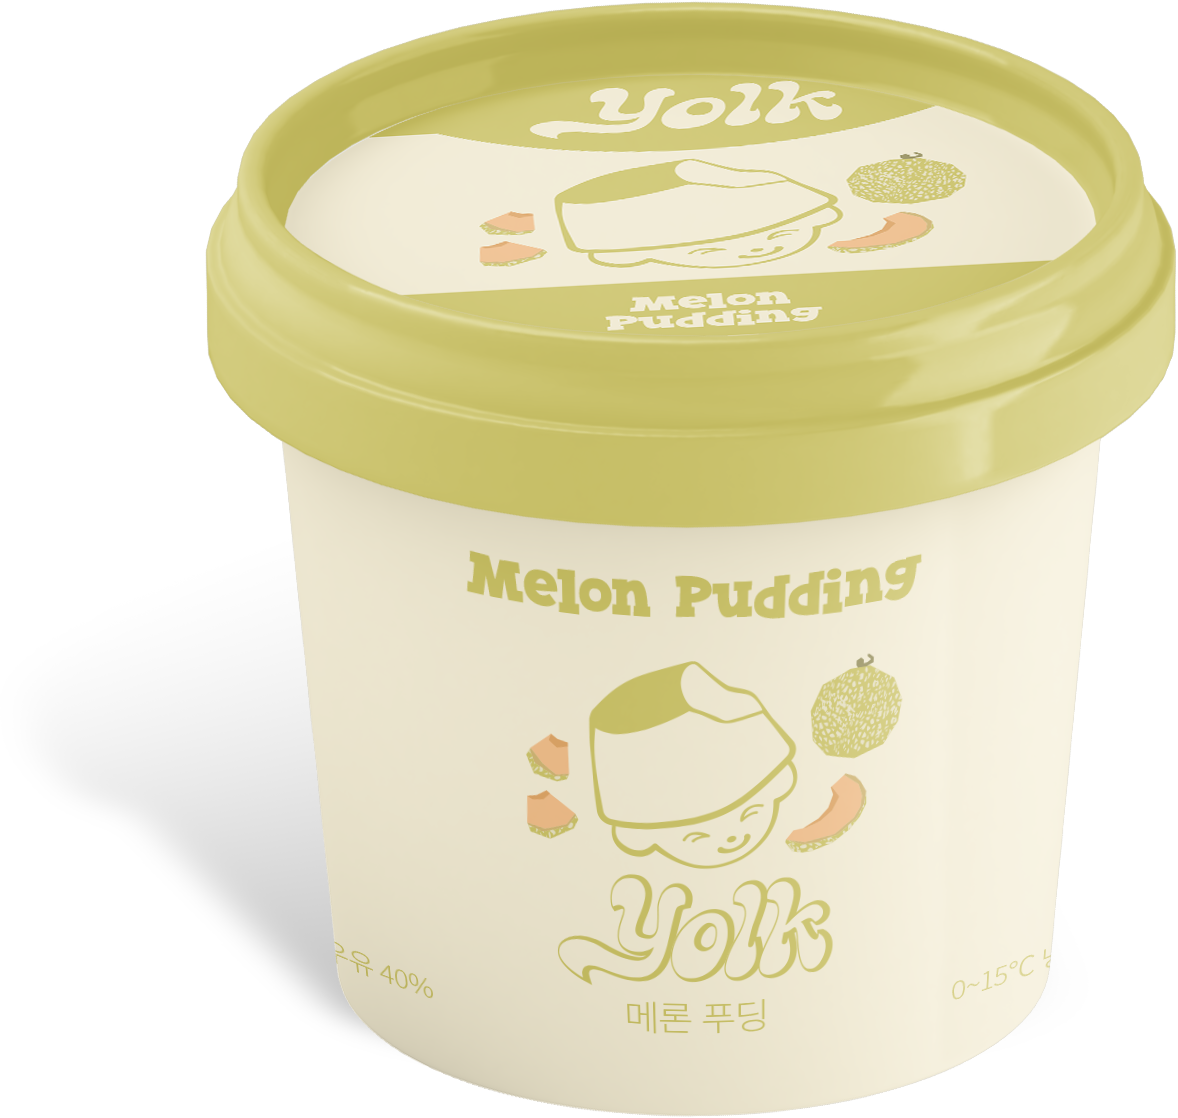 Yolk
Melon
Pudding
Melon Pudding
Yolk
우유 40%
0~15°C
메론 푸딩